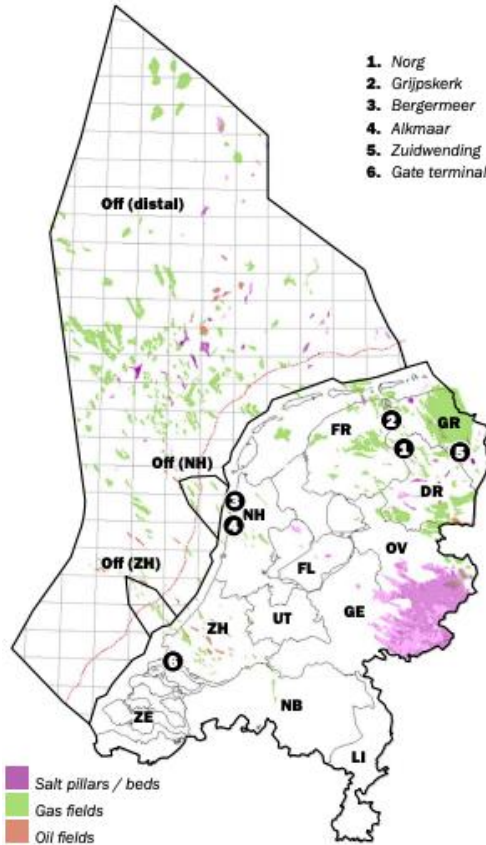 1. Norg
2. Grijpskerk
3. Bergermeer
4. Alkmaar
5. Zuidwending
6. Gate terminal
Off (distal)
2
GR
FR
1
5
Off (NH)
DR
3
NH
4
OV
Off (ZH)
FL
GE
ZH
UT
6
NB
ZE
LI
Salt pillars / beds
Gas fields
Oil fields